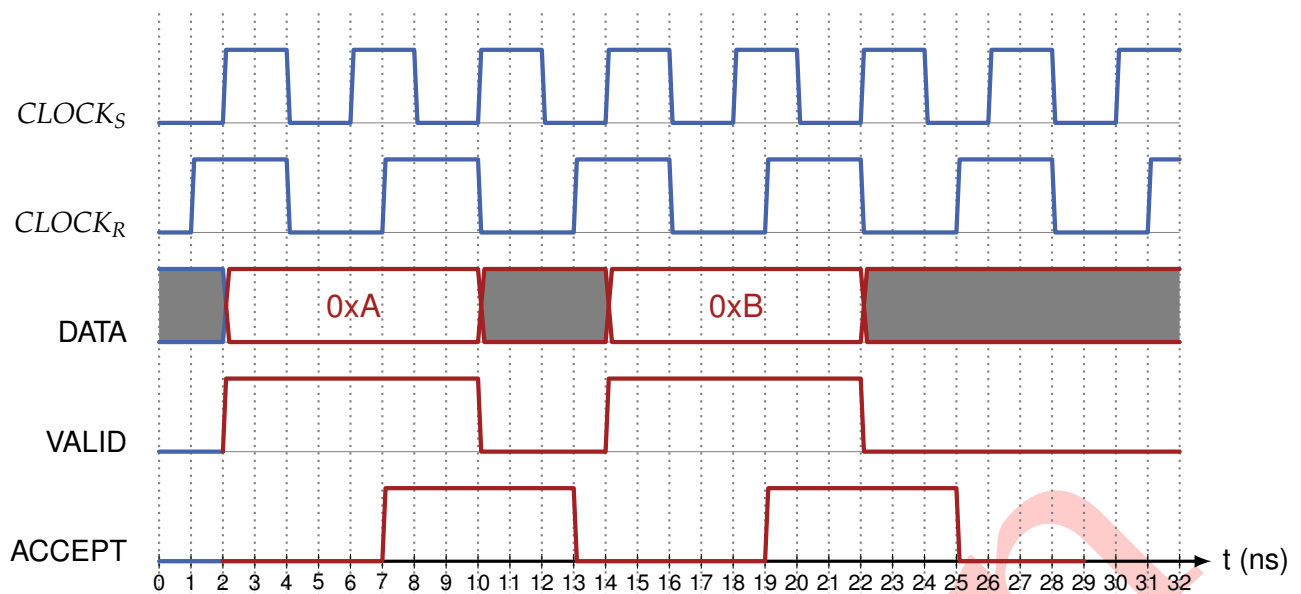 CLOCK_S
CLOCK_R
DATA 0xA 0xB
VALID
ACCEPT
t (ns)
0 1 2 3 4 5 6 7 8 9 10 11 12 13 14 15 16 17 18 19 20 21 22 23 24 25 26 27 28 29 30 31 32